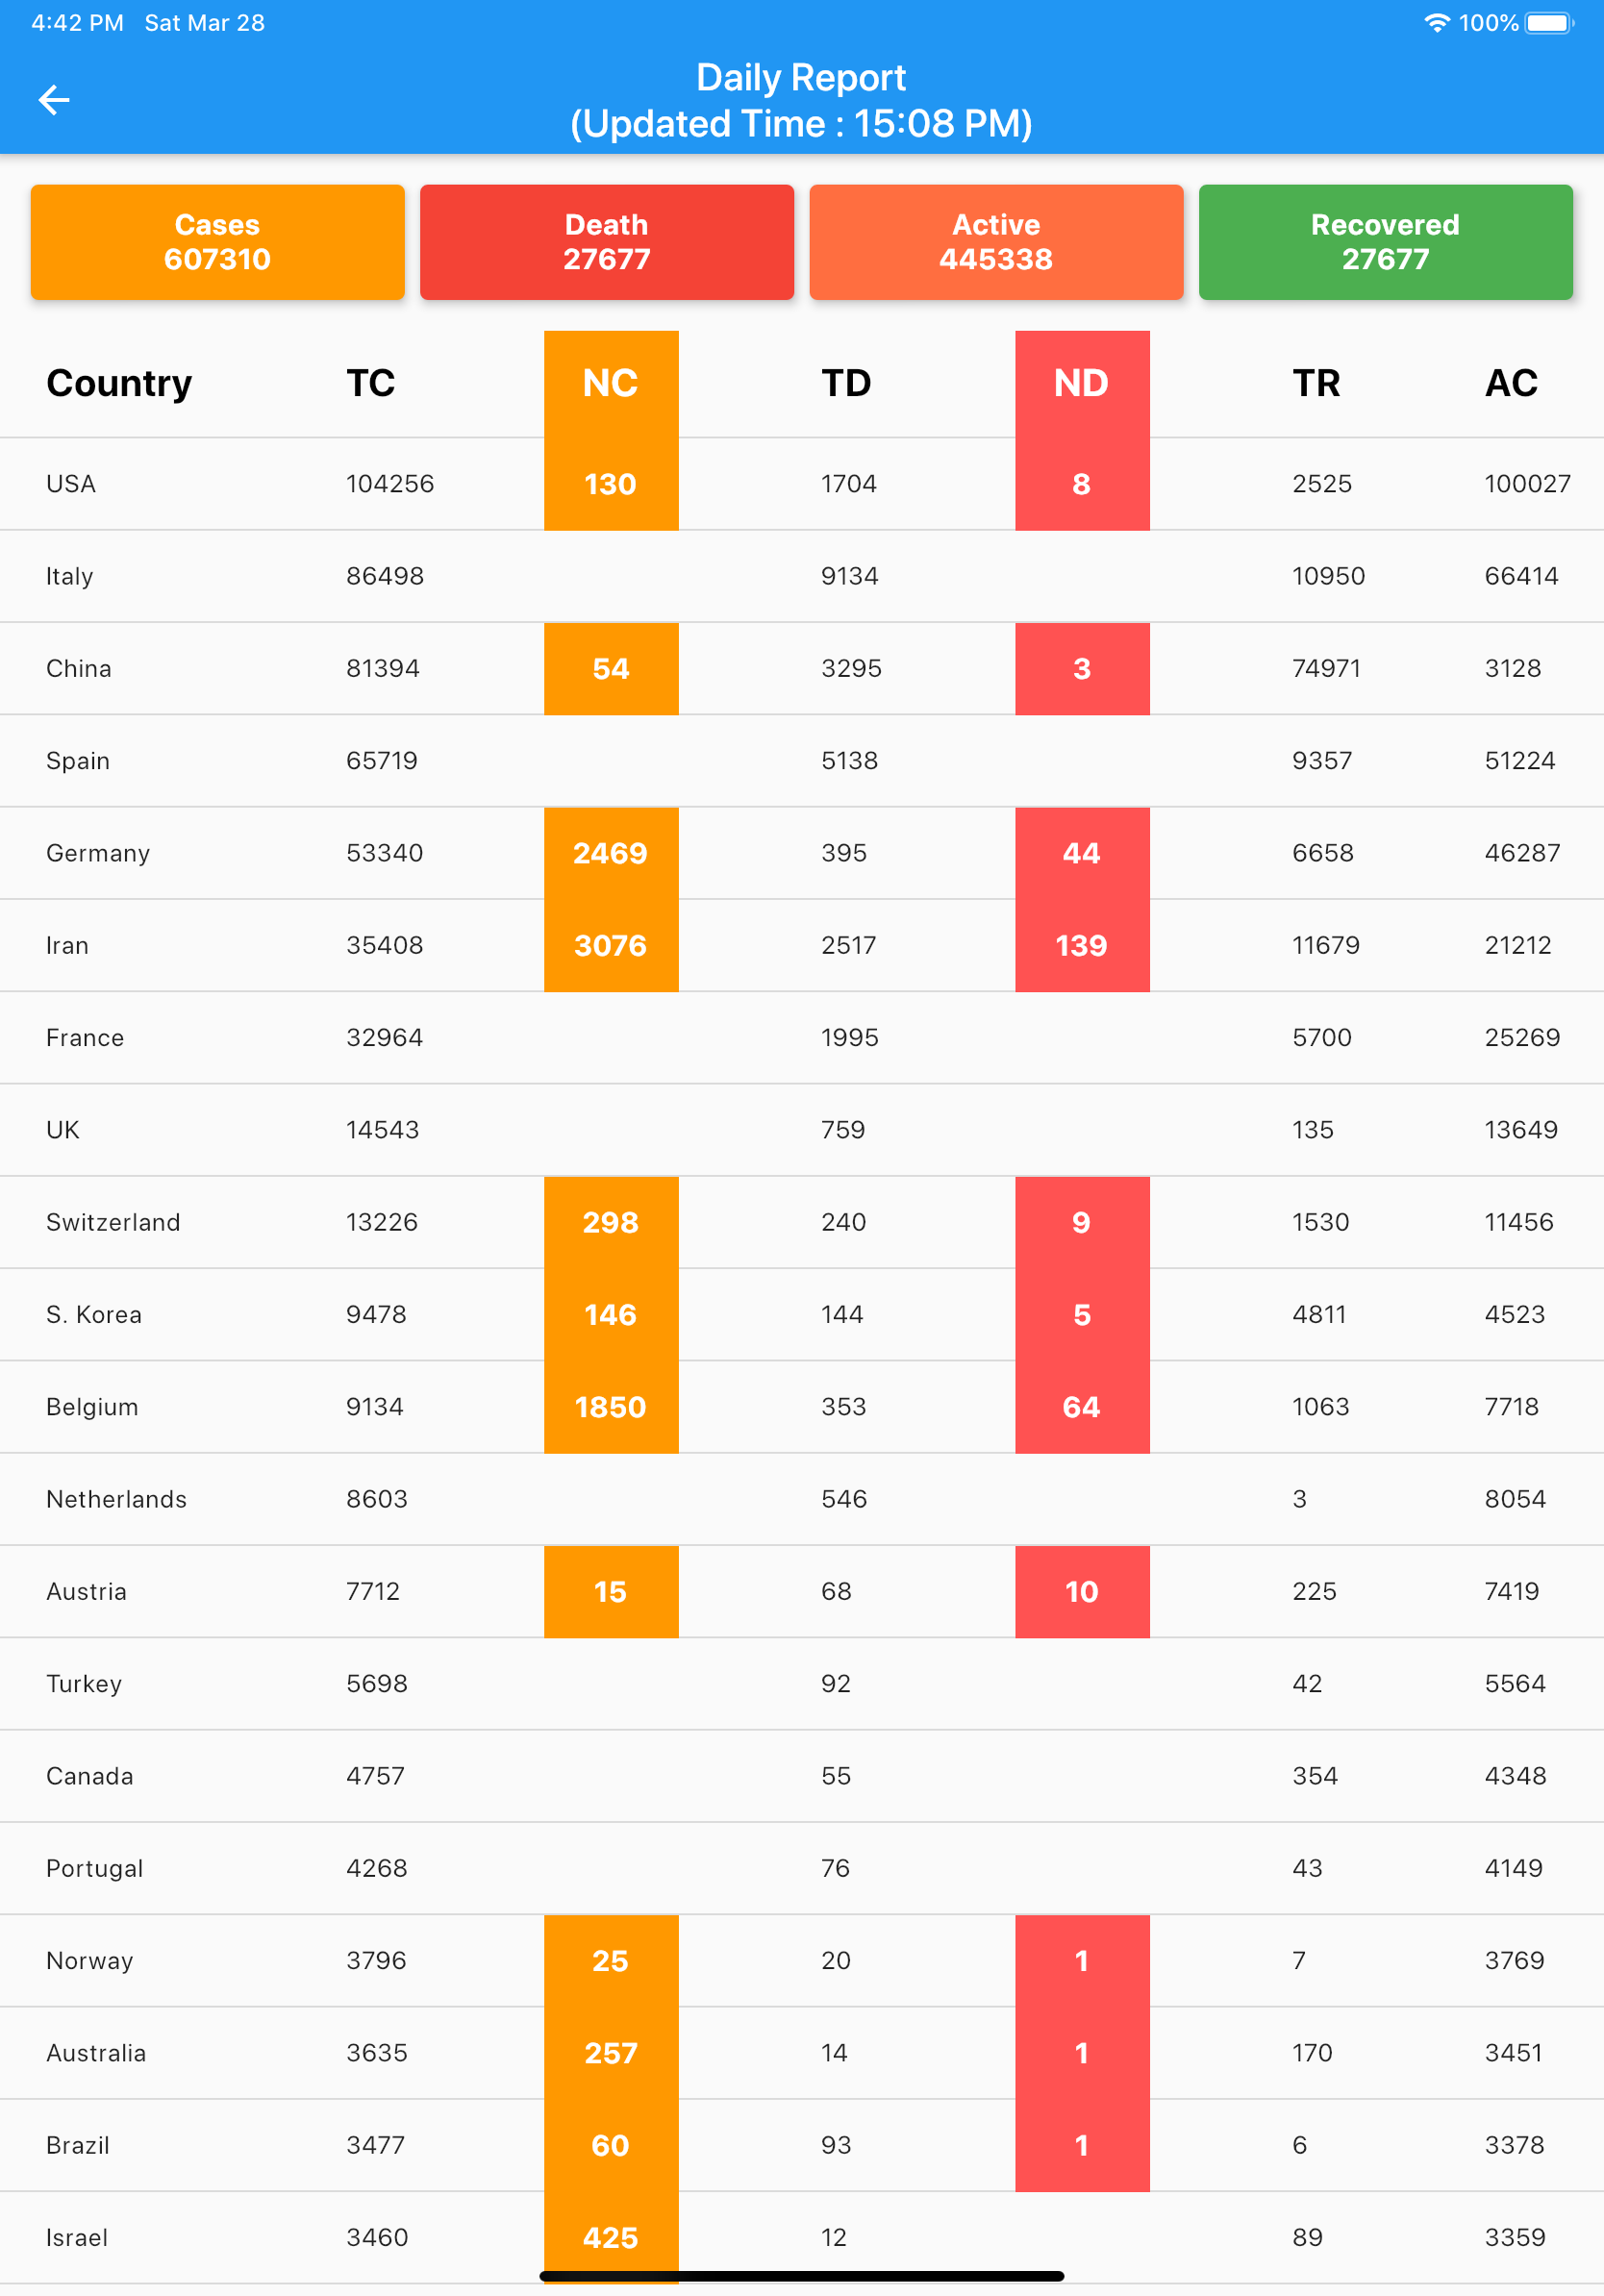 4:42 PM Sat Mar 28 100%
Daily Report
(Updated Time : 15:08 PM)
Cases Death Active Recovered
607310 27677 445338 27677
Country TC NC TD ND TR AC
USA 104256 130 1704 8 2525 100027
Italy 86498 9134 10950 66414
China 81394 54 3295 3 74971 3128
Spain 65719 5138 9357 51224
Germany 53340 2469 395 44 6658 46287
Iran 35408 3076 2517 139 11679 21212
France 32964 1995 5700 25269
UK 14543 759 135 13649
Switzerland 13226 298 240 9 1530 11456
S. Korea 9478 146 144 5 4811 4523
Belgium 9134 1850 353 64 1063 7718
Netherlands 8603 546 3 8054
Austria 7712 15 68 10 225 7419
Turkey 5698 92 42 5564
Canada 4757 55 354 4348
Portugal 4268 76 43 4149
Norway 3796 25 20 1 7 3769
Australia 3635 257 14 1 170 3451
Brazil 3477 60 93 1 6 3378
Israel 3460 425 12 89 3359